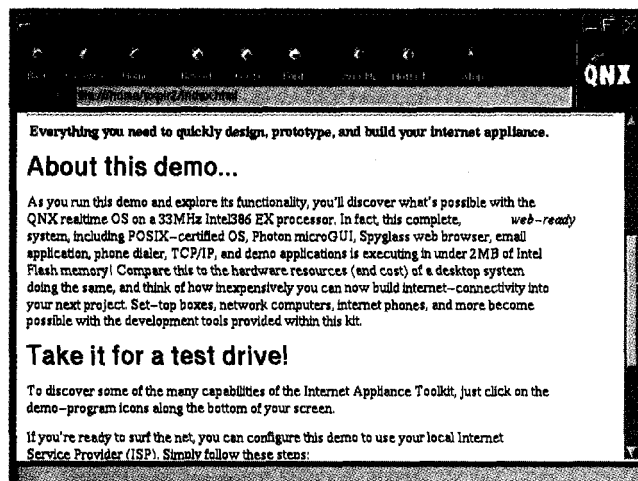 QNX
Everything you need to quickly design, prototype, and build your internet appliance.
About this demo...
As you run this demo and explore its functionality, you'll discover what's possible with the
QNX realtime OS on a 33MHz Intel386 EX processor. In fact, this complete, web-ready
system, including POSIX-certified OS, Photon microGUI, Spyglass web browser, email
application, phone dialer, TCP/IP, and demo applications is executing in under 2MB of Intel
Flash memory! Compare this to the hardware resources (and cost) of a desktop system
doing the same, and think of how inexpensively you can now build internet-connectivity into
your next project. Set-top boxes, network computers, internet phones, and more become
possible with the development tools provided within this kit.
Take it for a test drive!
To discover some of the many capabilities of the Internet Appliance Toolkit, just click on the
demo-program icons along the bottom of your screen.
If you're ready to surf the net, you can configure this demo to use your local Internet
Service Provider (ISP). Simply follow these steps: